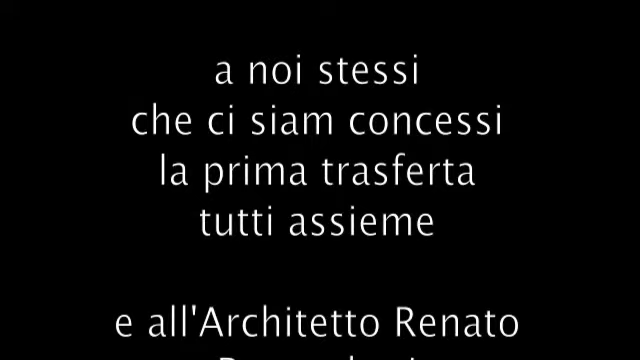 a noi stessi
che ci siam concessi
la prima trasferta
tutti assieme
e all'Architetto Renato